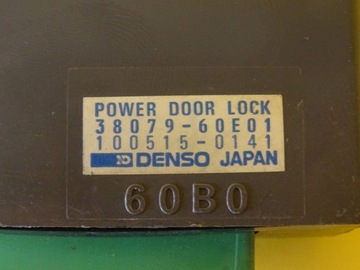 POWER DOOR LOCK
38079-60E01
100515-0141
DENSO JAPAN
60B0